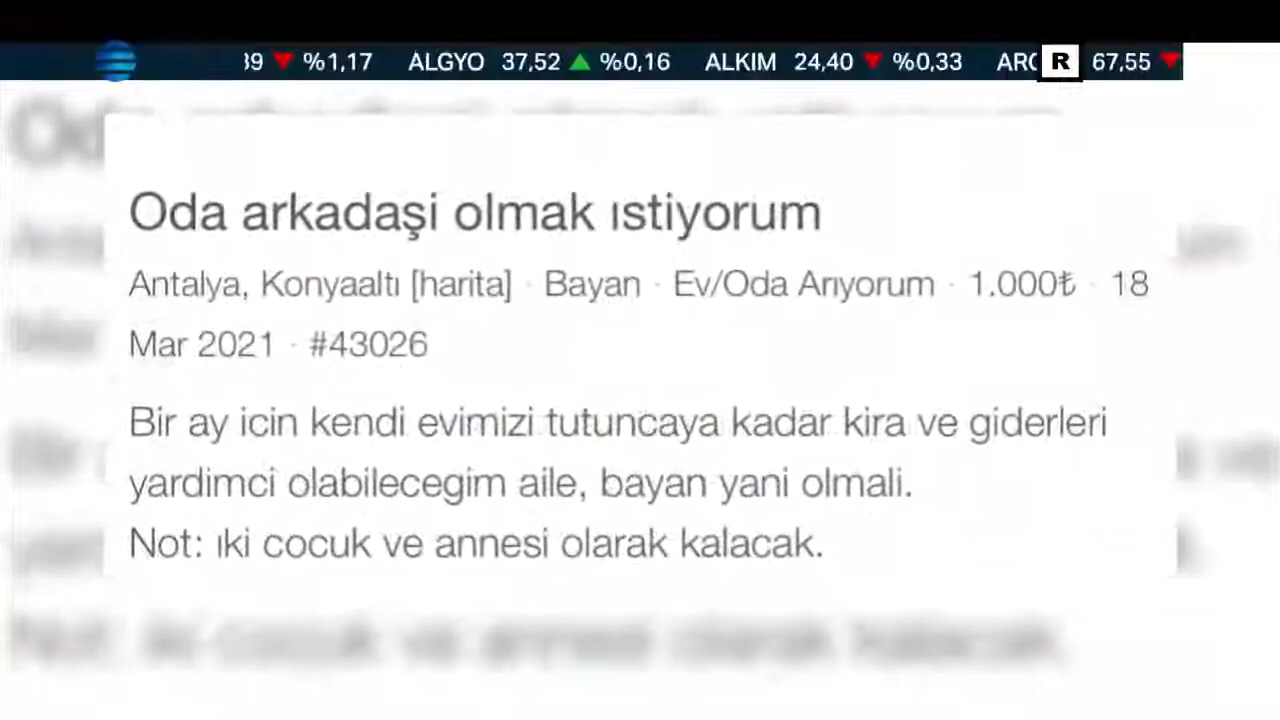 %1,17 ALGYO 37,52 %0,16 ALKIM 24,40 %0,33 R 67,55
Oda arkadaşi olmak ıstiyorum
Antalya, Konyaaltı [harita] · Bayan · Ev/Oda Arıyorum · 1.000₺ · 18
Mar 2021 · #43026
Bir ay icin kendi evimizi tutuncaya kadar kira ve giderleri
yardimci olabilecegim aile, bayan yani olmali.
Not: ıki cocuk ve annesi olarak kalacak.